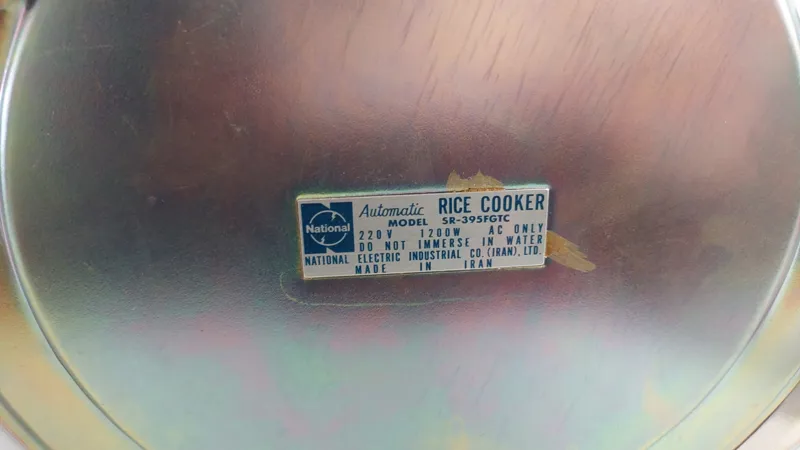 National
Automatic RICE COOKER
MODEL SR-395FGTC
220V 1200W AC ONLY
DO NOT IMMERSE IN WATER
NATIONAL ELECTRIC INDUSTRIAL CO. (IRAN), LTD.
MADE IN IRAN